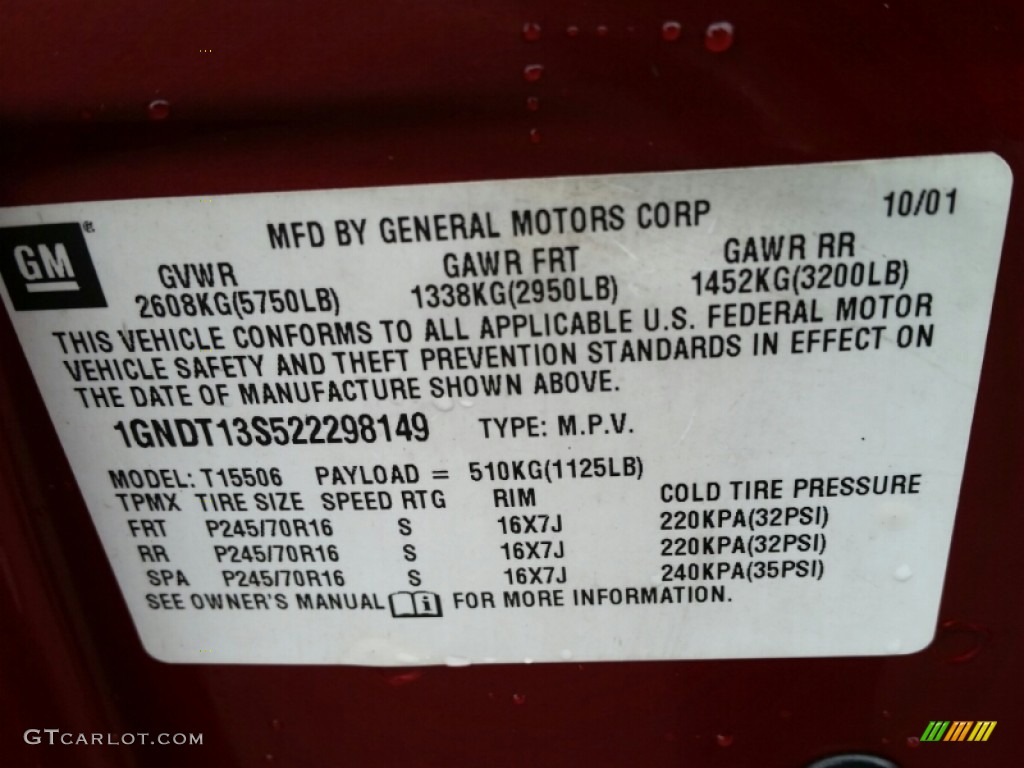 10/01
MFD BY GENERAL MOTORS CORP
GM®
GVWR GAWR FRT GAWR RR
2608KG(5750LB) 1338KG(2950LB) 1452KG(3200LB)
THIS VEHICLE CONFORMS TO ALL APPLICABLE U.S. FEDERAL MOTOR
VEHICLE SAFETY AND THEFT PREVENTION STANDARDS IN EFFECT ON
THE DATE OF MANUFACTURE SHOWN ABOVE.
1GNDT13S522298149 TYPE: M.P.V.
MODEL: T15506 PAYLOAD = 510KG(1125LB)
TPMX TIRE SIZE SPEED RTG RIM COLD TIRE PRESSURE
FRT P245/70R16 S 16X7J 220KPA(32PSI)
RR P245/70R16 S 16X7J 220KPA(32PSI)
SPA P245/70R16 S 16X7J 240KPA(35PSI)
SEE OWNER'S MANUAL i FOR MORE INFORMATION.
GTCARLOT.COM